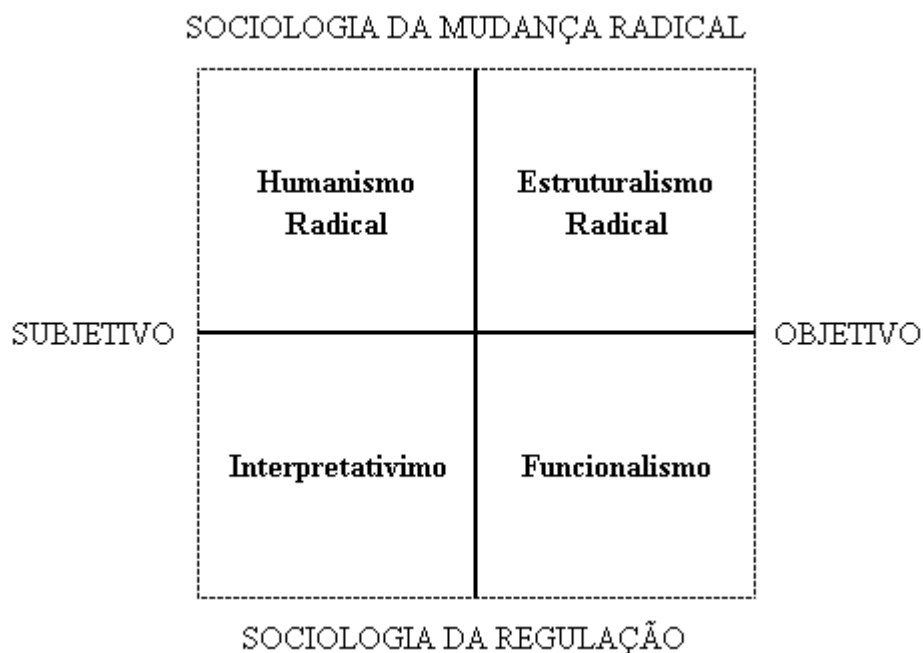 SOCIOLOGIA DA MUDANÇA RADICAL
Humanismo
Radical
Estruturalismo
Radical
SUBJETIVO
OBJETIVO
Interpretativimo
Funcionalismo
SOCIOLOGIA DA REGULAÇÃO